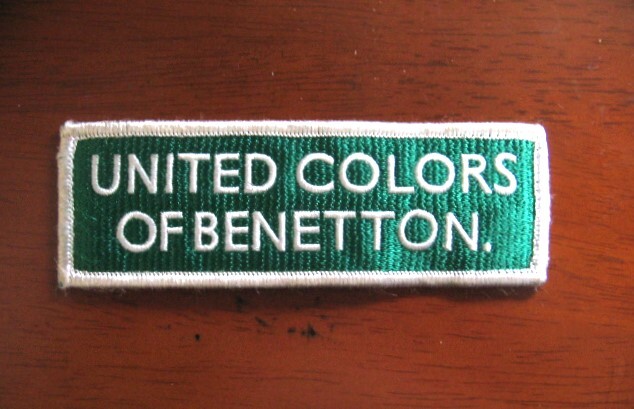 UNITED COLORS
OF BENETTON.